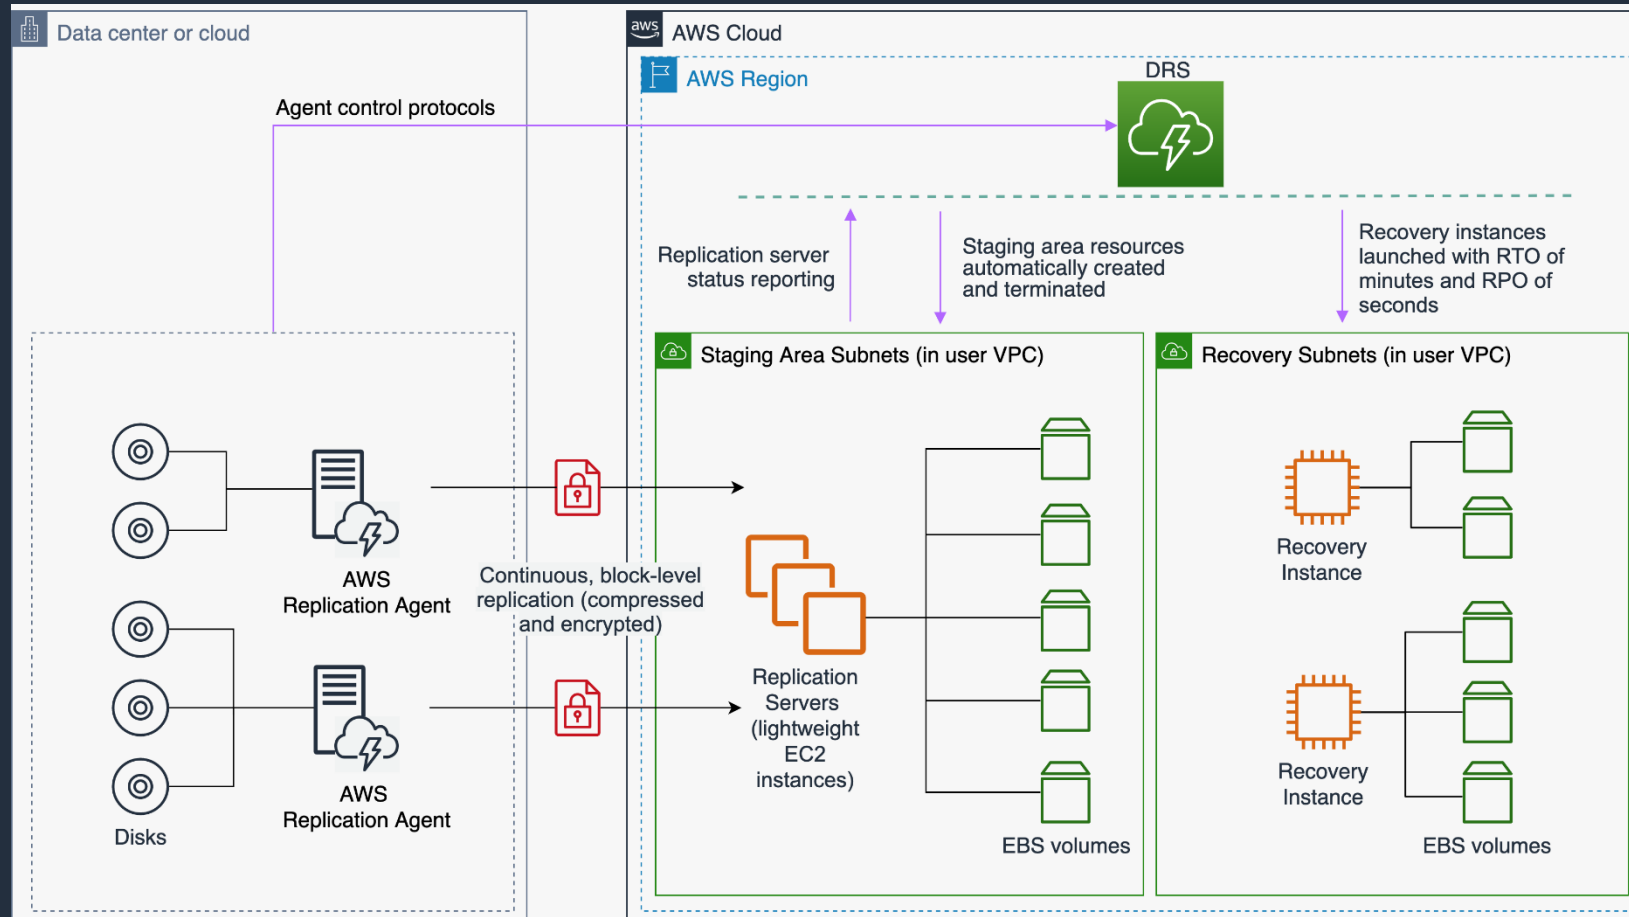 Data center or cloud
aws
AWS Cloud
AWS Region
DRS
Agent control protocols
Replication server
status reporting
Staging area resources
automatically created
and terminated
Recovery instances
launched with RTO of
minutes and RPO of
seconds
Staging Area Subnets (in user VPC)
Recovery Subnets (in user VPC)
AWS
Replication Agent
Continuous, block-level
replication (compressed
and encrypted)
AWS
Replication Agent
Disks
Replication
Servers
(lightweight
EC2
instances)
EBS volumes
Recovery
Instance
Recovery
Instance
EBS volumes